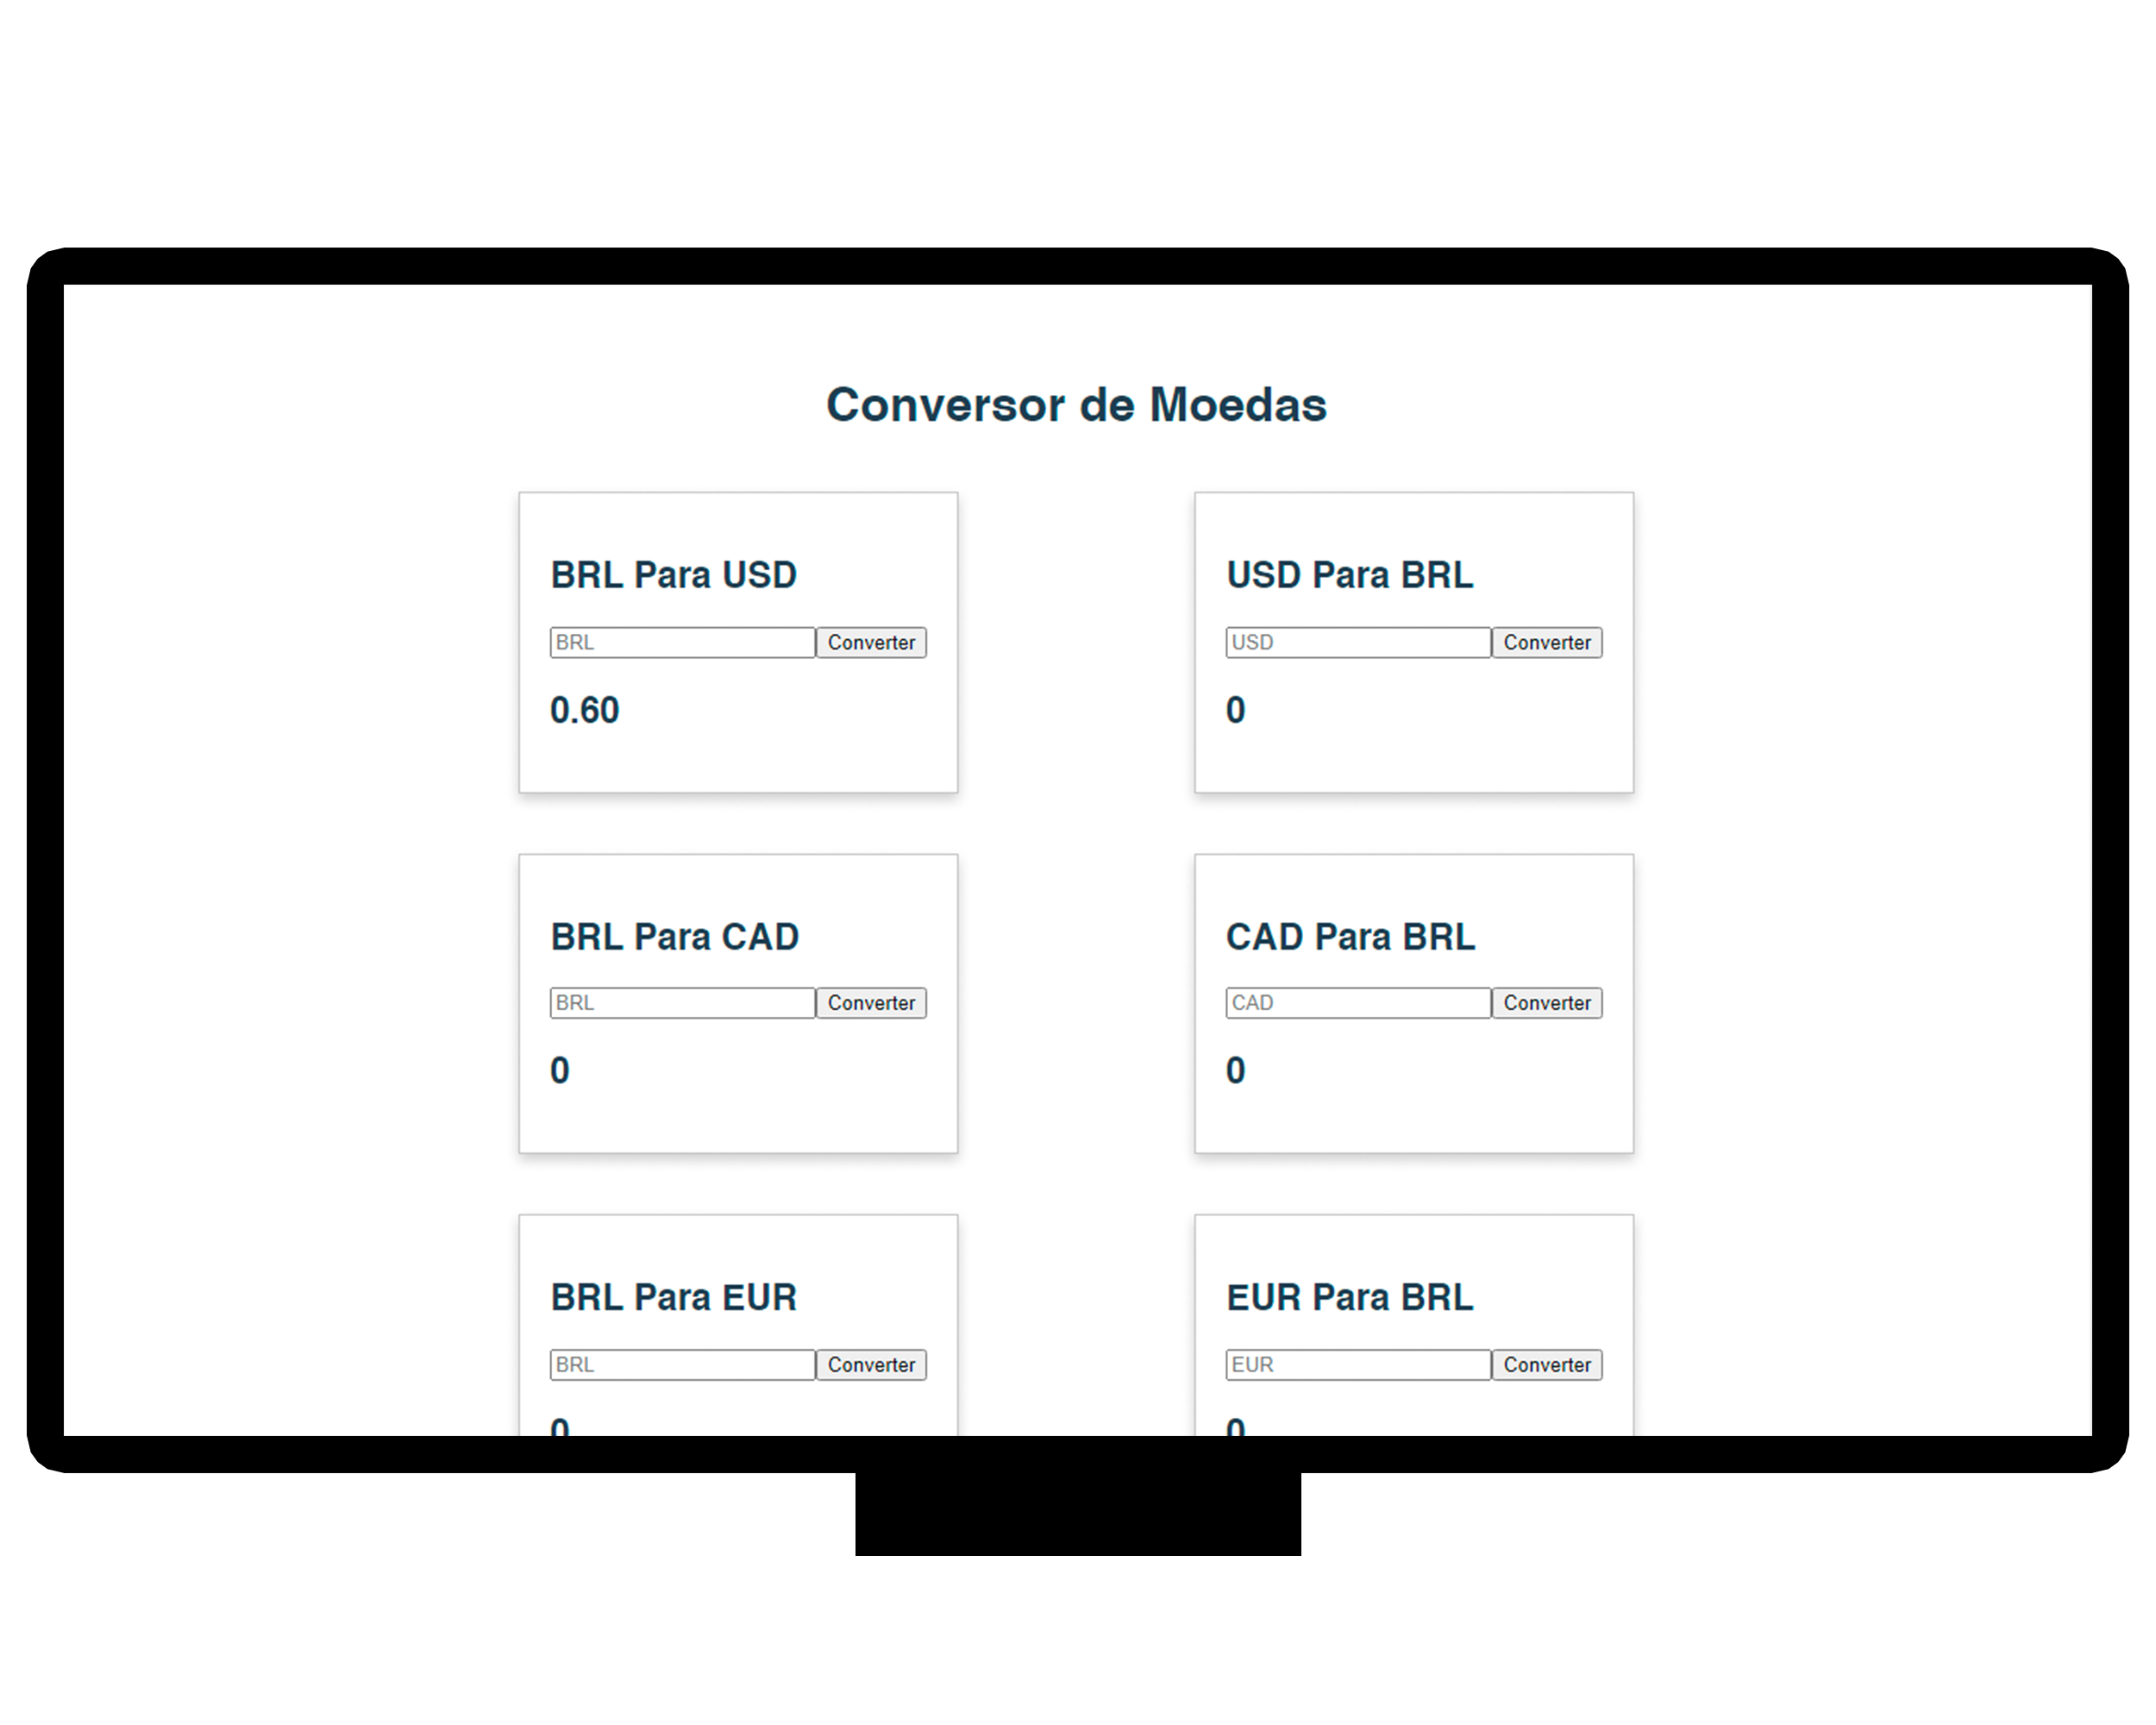 Conversor de Moedas
BRL Para USD
BRL Converter
0.60
USD Para BRL
USD Converter
0
BRL Para CAD
BRL Converter
0
CAD Para BRL
CAD Converter
0
BRL Para EUR
BRL Converter
0
EUR Para BRL
EUR Converter
0